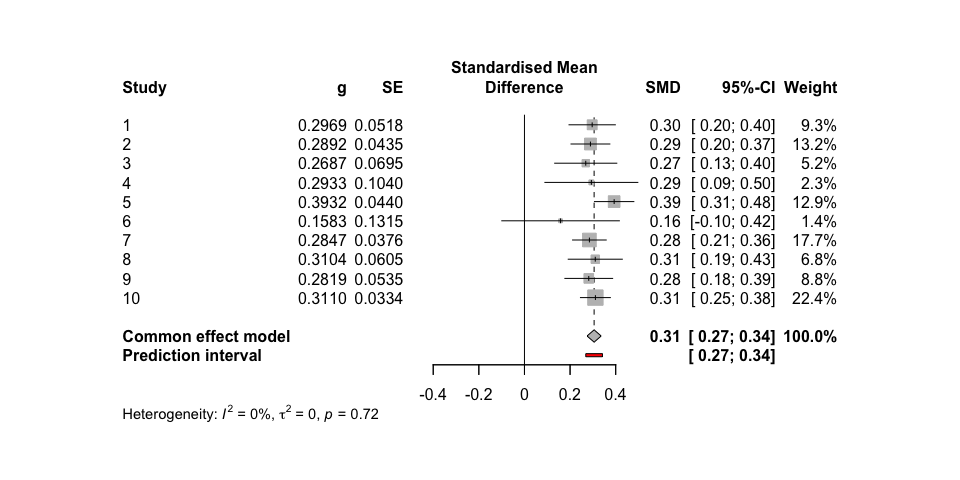 Standardised Mean
Study g SE Difference SMD 95%-CI Weight
1 0.2969 0.0518 0.30 [ 0.20; 0.40] 9.3%
2 0.2892 0.0435 0.29 [ 0.20; 0.37] 13.2%
3 0.2687 0.0695 0.27 [ 0.13; 0.40] 5.2%
4 0.2933 0.1040 0.29 [ 0.09; 0.50] 2.3%
5 0.3932 0.0440 0.39 [ 0.31; 0.48] 12.9%
6 0.1583 0.1315 0.16 [-0.10; 0.42] 1.4%
7 0.2847 0.0376 0.28 [ 0.21; 0.36] 17.7%
8 0.3104 0.0605 0.31 [ 0.19; 0.43] 6.8%
9 0.2819 0.0535 0.28 [ 0.18; 0.39] 8.8%
10 0.3110 0.0334 0.31 [ 0.25; 0.38] 22.4%
Common effect model 0.31 [ 0.27; 0.34] 100.0%
Prediction interval [ 0.27; 0.34]
-0.4 -0.2 0 0.2 0.4
Heterogeneity: I² = 0%, τ² = 0, p = 0.72